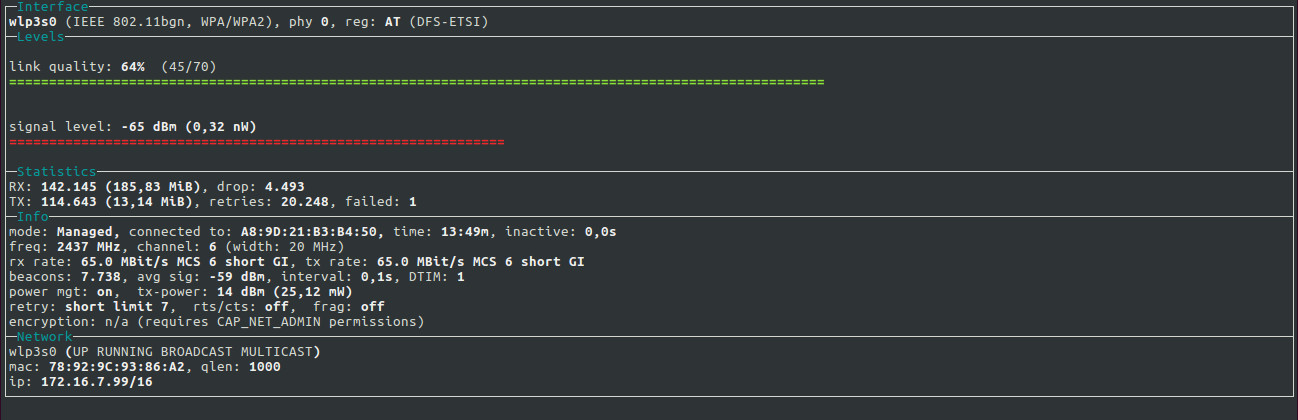 Interface
wlp3s0 (IEEE 802.11bgn, WPA/WPA2), phy 0, reg: AT (DFS-ETSI)
Levels
link quality: 64%  (45/70)
======================================================================================================
signal level: -65 dBm (0,32 nW)
==============================================================
Statistics
RX: 142.145 (185,83 MiB), drop: 4.493
TX: 114.643 (13,14 MiB), retries: 20.248, failed: 1
Info
mode: Managed, connected to: A8:9D:21:B3:B4:50, time: 13:49m, inactive: 0,0s
freq: 2437 MHz, channel: 6 (width: 20 MHz)
rx rate: 65.0 MBit/s MCS 6 short GI, tx rate: 65.0 MBit/s MCS 6 short GI
beacons: 7.738, avg sig: -59 dBm, interval: 0,1s, DTIM: 1
power mgt: on,  tx-power: 14 dBm (25,12 mW)
retry: short limit 7,  rts/cts: off,  frag: off
encryption: n/a (requires CAP_NET_ADMIN permissions)
Network
wlp3s0 (UP RUNNING BROADCAST MULTICAST)
mac: 78:92:9C:93:86:A2, qlen: 1000
ip: 172.16.7.99/16